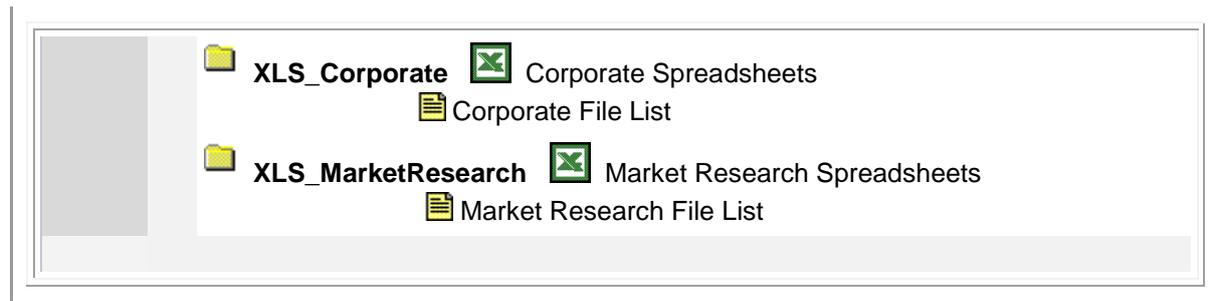 XLS_Corporate Corporate Spreadsheets
Corporate File List
XLS_MarketResearch Market Research Spreadsheets
Market Research File List